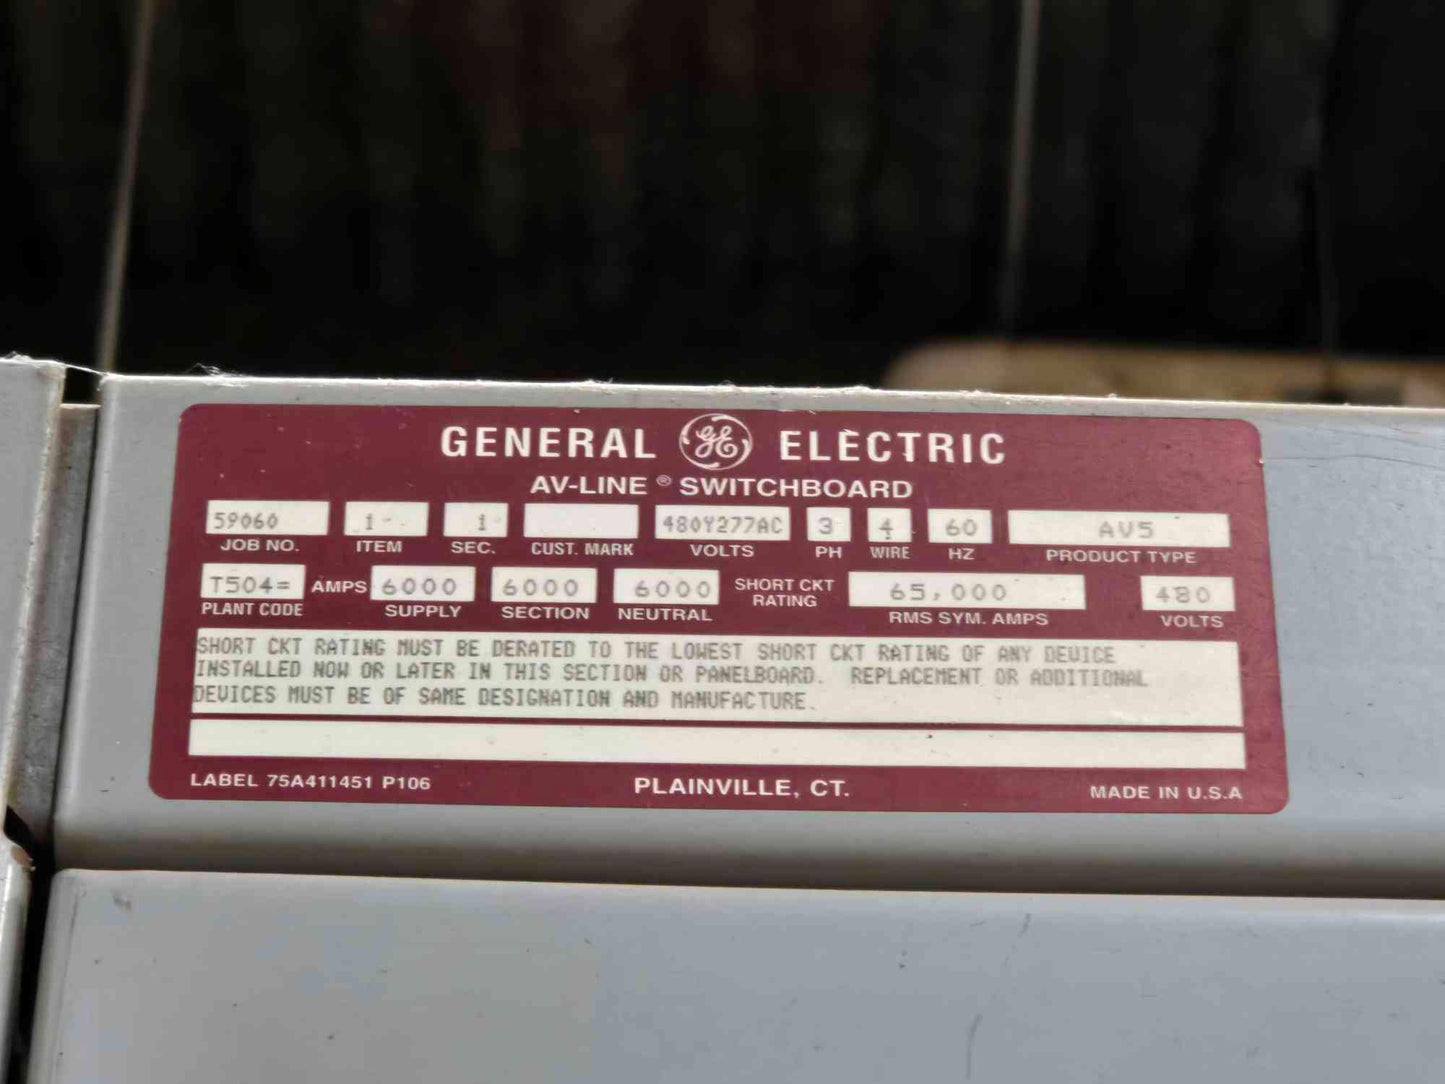 GENERAL GE ELECTRIC
AV-LINE ® SWITCHBOARD
59060 1 1 480Y277AC 3 4 60 AV5
JOB NO. ITEM SEC. CUST. MARK VOLTS PH WIRE HZ PRODUCT TYPE
T504= AMPS 6000 6000 6000 SHORT CKT RATING 65,000 480
PLANT CODE SUPPLY SECTION NEUTRAL RMS SYM. AMPS VOLTS
SHORT CKT RATING MUST BE DERATED TO THE LOWEST SHORT CKT RATING OF ANY DEVICE
INSTALLED NOW OR LATER IN THIS SECTION OR PANELBOARD. REPLACEMENT OR ADDITIONAL
DEVICES MUST BE OF SAME DESIGNATION AND MANUFACTURE.
LABEL 75A411451 P106 PLAINVILLE, CT. MADE IN U.S.A